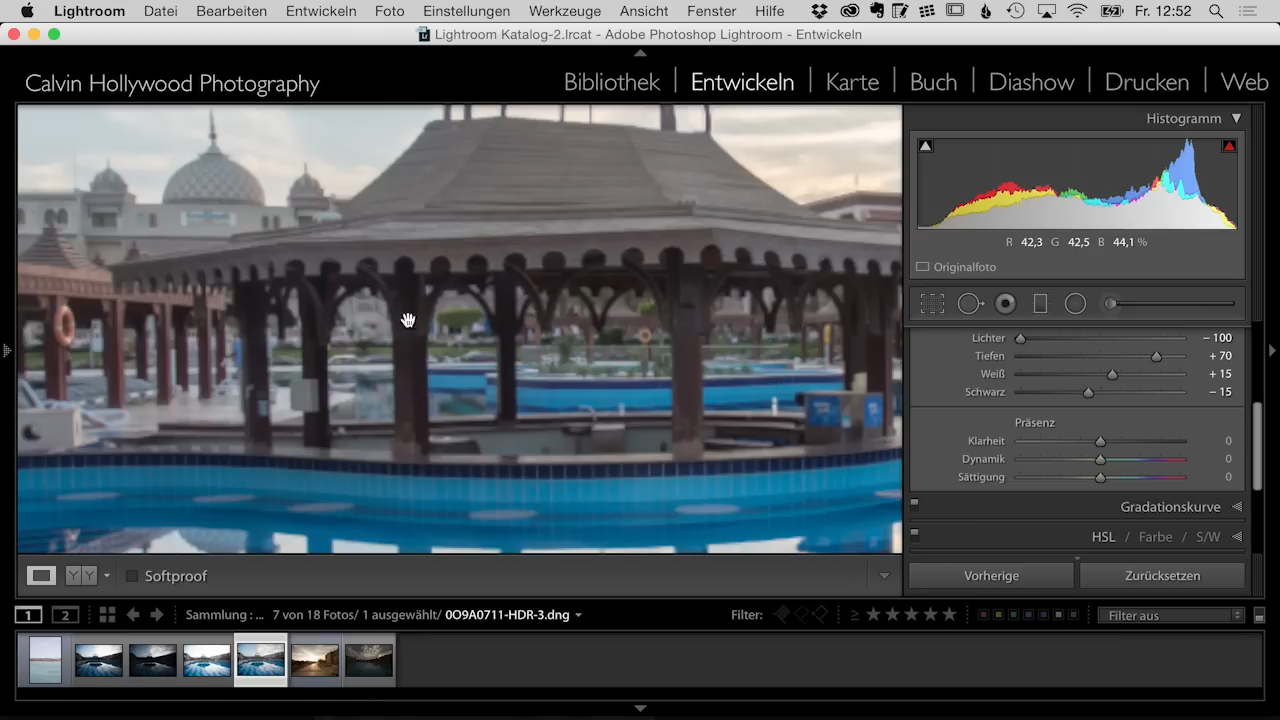 Lightroom Datei Bearbeiten Entwickeln Foto Einstellungen Werkzeuge Ansicht Fenster Hilfe Fr. 12:52
Lightroom Katalog-2.lrcat - Adobe Photoshop Lightroom - Entwickeln
Calvin Hollywood Photography
Bibliothek | Entwickeln | Karte | Buch | Diashow | Drucken | Web
Histogramm
R 42,3 G 42,5 B 44,1 %
Originalfoto
Lichter - 100
Tiefen + 70
Weiß + 15
Schwarz - 15
Präsenz
Klarheit 0
Dynamik 0
Sättigung 0
Gradationskurve
HSL / Farbe / S/W
Softproof
Vorherige
Zurücksetzen
1 2 Sammlung : ... 7 von 18 Fotos/ 1 ausgewählt/ 0O9A0711-HDR-3.dng Filter: ≥ ★★★★★ Filter aus